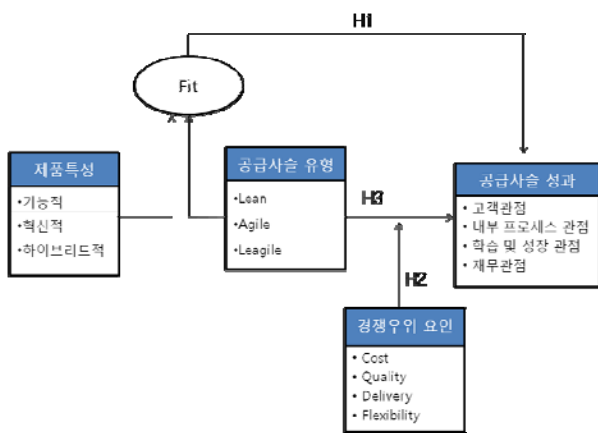 H1
Fit
제품특성
•기능적
•혁신적
•하이브리드적
공급사슬 유형
•Lean
•Agile
•Leagile
H3
공급사슬 성과
• 고객관점
• 내부 프로세스 관점
• 학습 및 성장 관점
• 재무관점
H2
경쟁우위 요인
• Cost
• Quality
• Delivery
• Flexibility